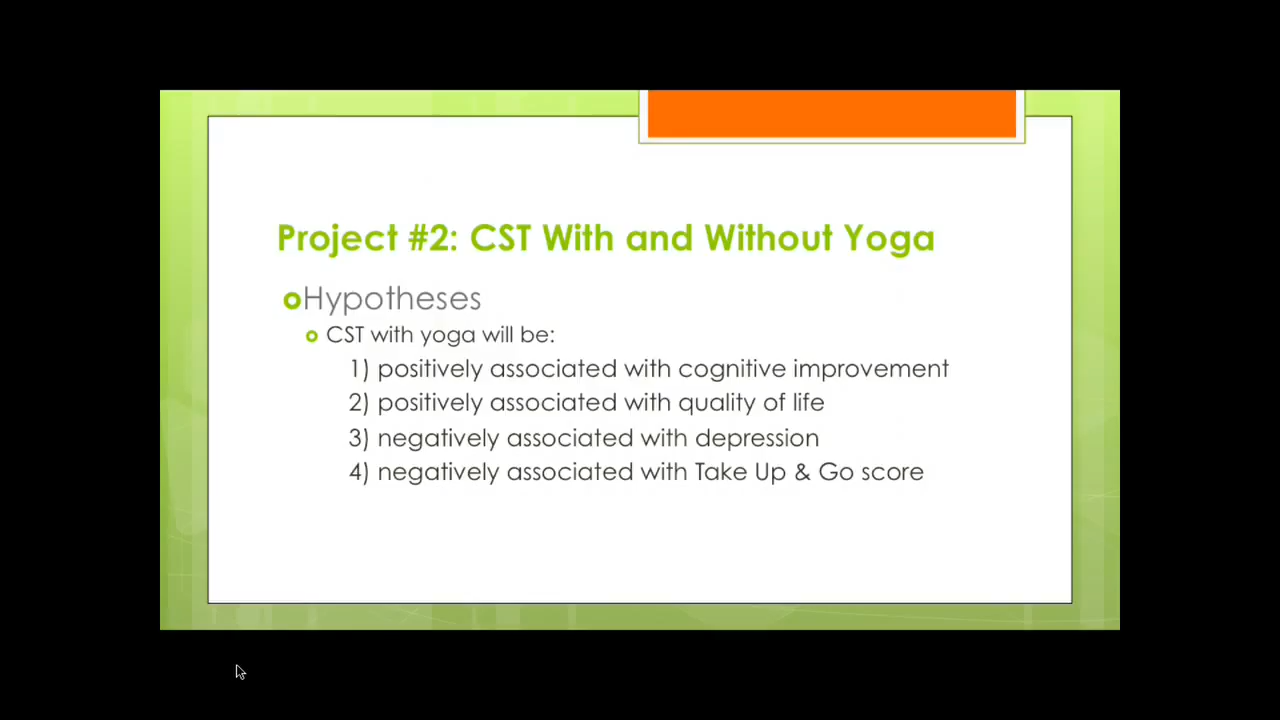 Project #2: CST With and Without Yoga
Hypotheses
CST with yoga will be:
1) positively associated with cognitive improvement
2) positively associated with quality of life
3) negatively associated with depression
4) negatively associated with Take Up & Go score